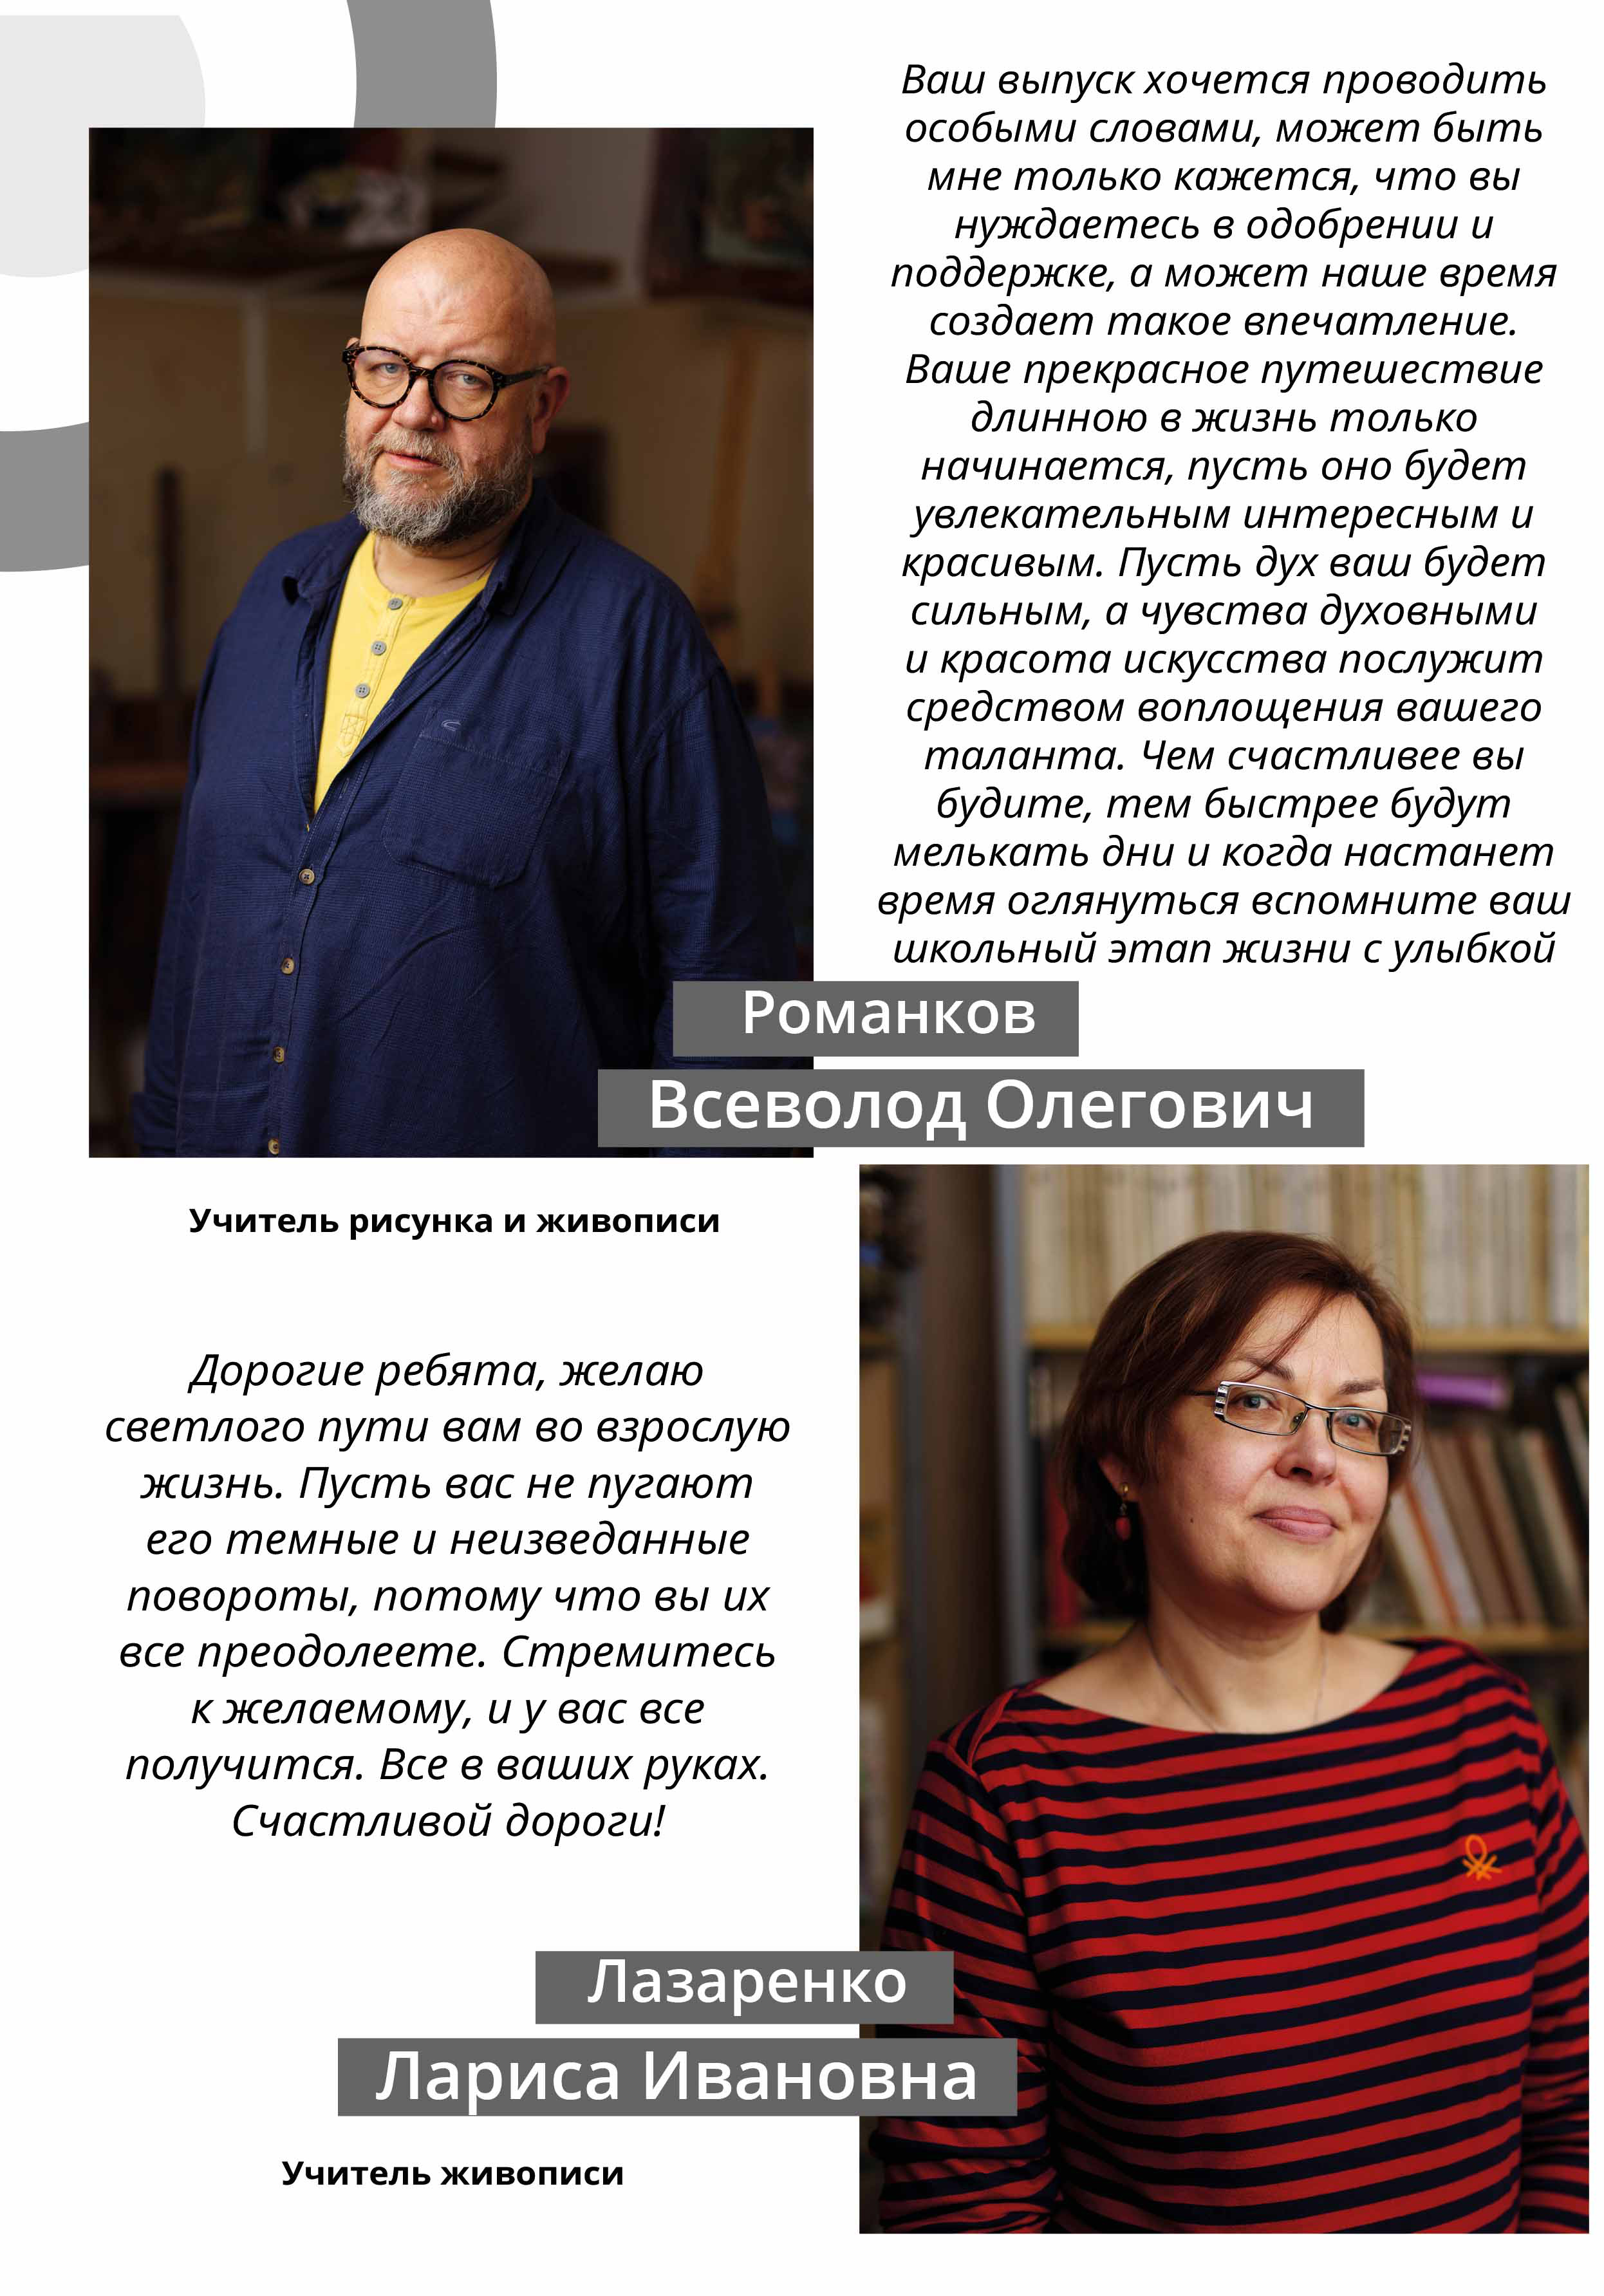 Ваш выпуск хочется проводить
особыми словами, может быть
мне только кажется, что вы
нуждаетесь в одобрении и
поддержке, а может наше время
создает такое впечатление.
Ваше прекрасное путешествие
длинною в жизнь только
начинается, пусть оно будет
увлекательным интересным и
красивым. Пусть дух ваш будет
сильным, а чувства духовными
и красота искусства послужит
средством воплощения вашего
таланта. Чем счастливее вы
будите, тем быстрее будут
мелькать дни и когда настанет
время оглянуться вспомните ваш
школьный этап жизни с улыбкой
Романков
Всеволод Олегович
Учитель рисунка и живописи
Дорогие ребята, желаю
светлого пути вам во взрослую
жизнь. Пусть вас не пугают
его темные и неизведанные
повороты, потому что вы их
все преодолеете. Стремитесь
к желаемому, и у вас все
получится. Все в ваших руках.
Счастливой дороги!
Лазаренко
Лариса Ивановна
Учитель живописи